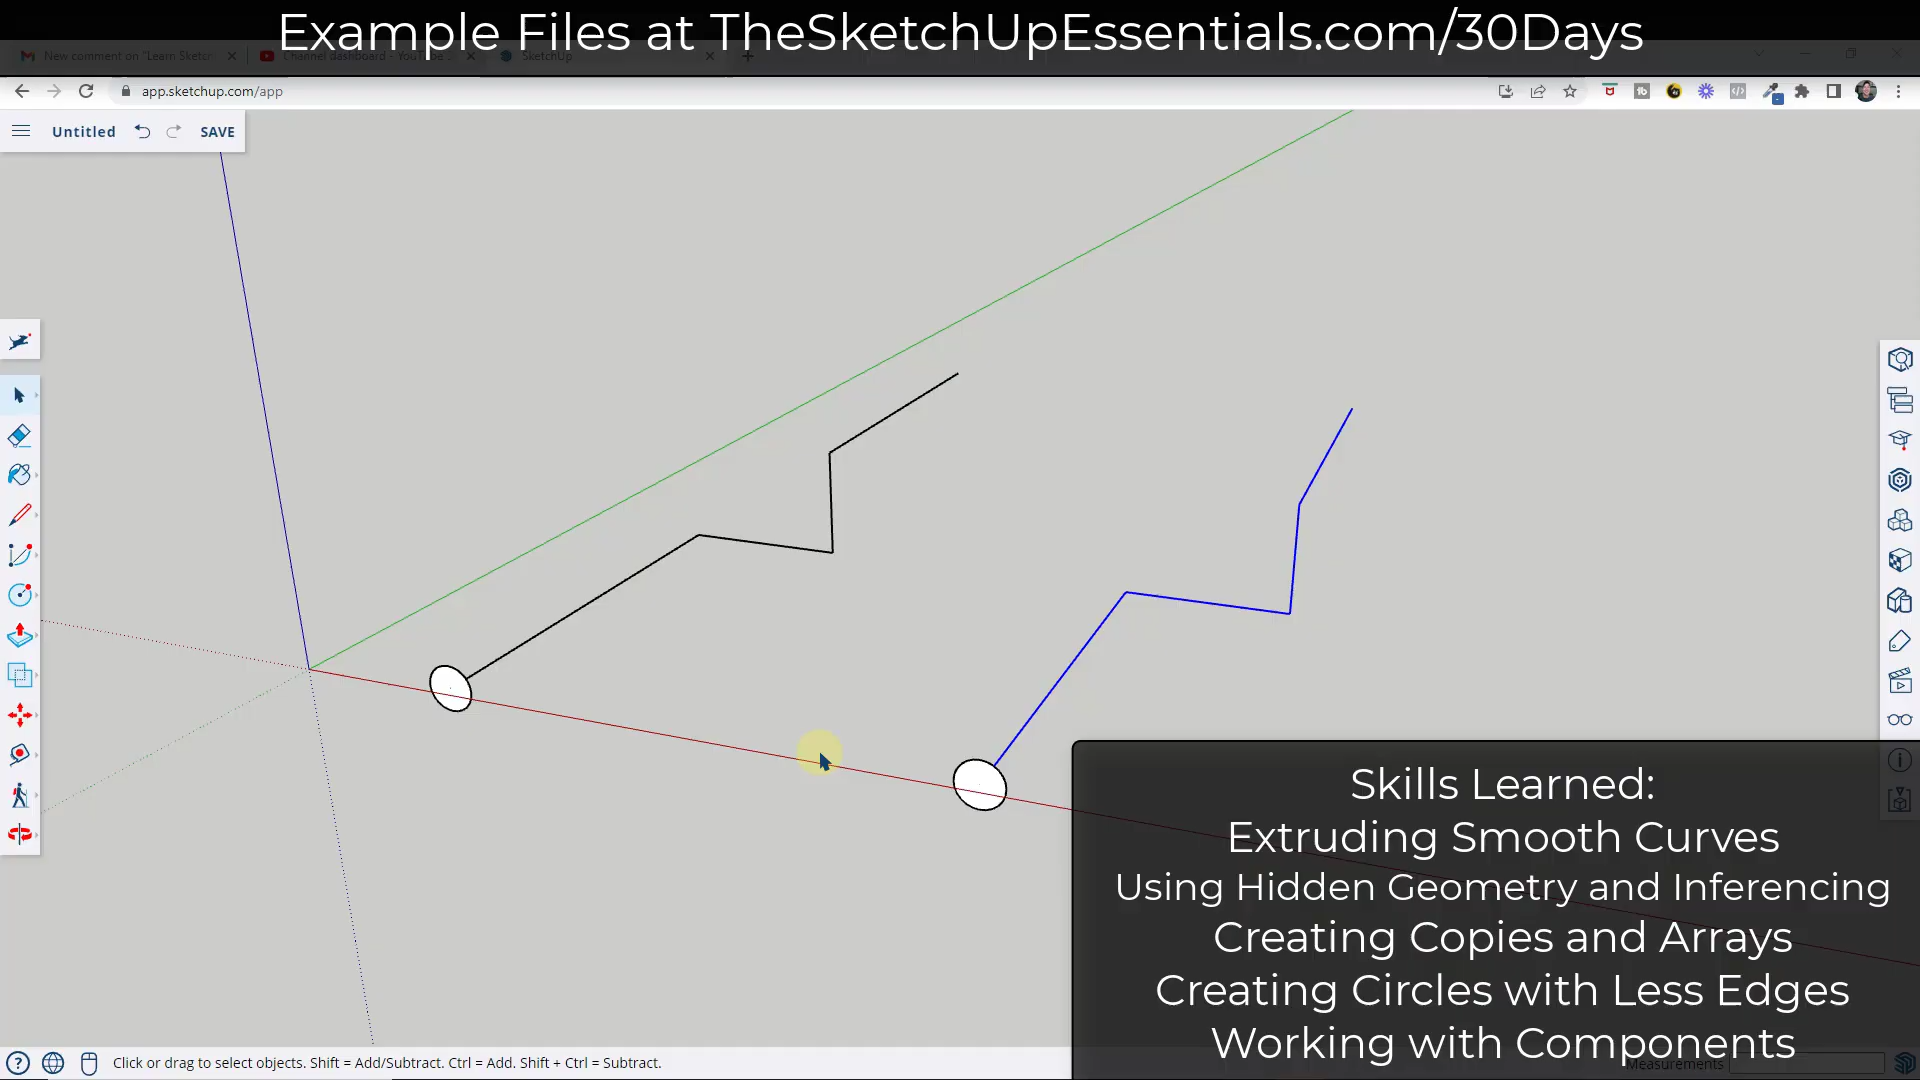 Example Files at TheSketchUpEssentials.com/30Days
New comment on "Learn Sketch
Channel dashboard - YouTube
SketchUp
app.sketchup.com/app
Untitled
SAVE
Skills Learned:
Extruding Smooth Curves
Using Hidden Geometry and Inferencing
Creating Copies and Arrays
Creating Circles with Less Edges
Working with Components
Click or drag to select objects. Shift = Add/Subtract. Ctrl = Add. Shift + Ctrl = Subtract.
Measurements